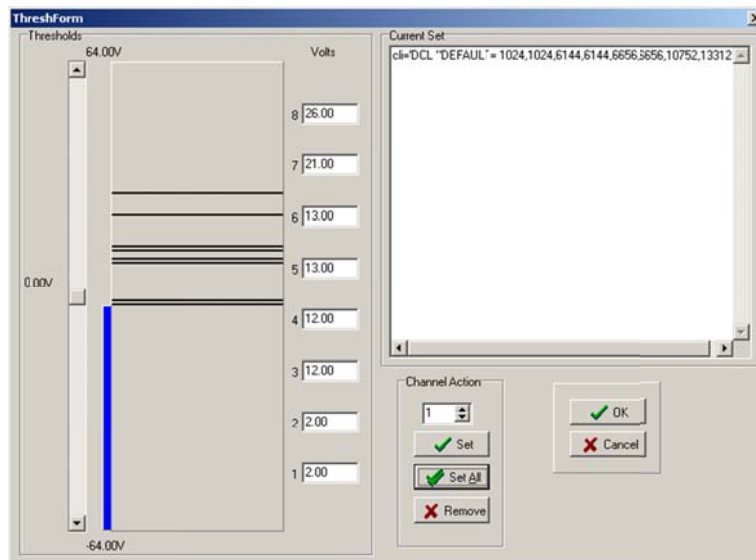 ThreshForm
Thresholds
64.00V
Volts
8 26.00
7 21.00
6 13.00
0.00V
5 13.00
4 12.00
3 12.00
2 2.00
1 2.00
-64.00V
Current Set
cli="DCL "DEFAULT"= 1024,1024,6144,6144,6656,6656,10752,13312
Channel Action
1
Set
Set All
Remove
OK
Cancel